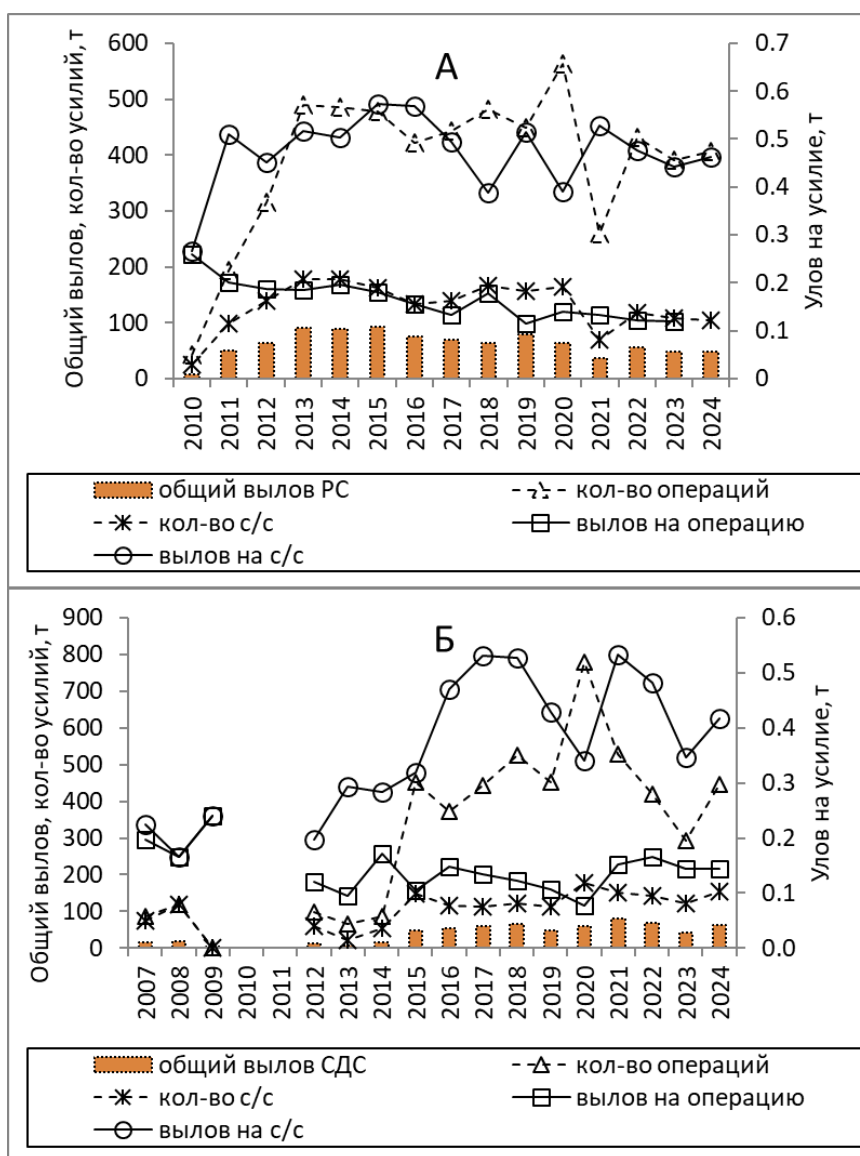 А
Общий вылов, кол-во усилий, т
600
500
400
300
200
100
0
0.7
0.6
0.5
0.4
0.3
0.2
0.1
0
Улов на усилие, т
2010 2011 2012 2013 2014 2015 2016 2017 2018 2019 2020 2021 2022 2023 2024
общий вылов РС кол-во операций
кол-во с/с вылов на операцию
вылов на с/с
Б
Общий вылов, кол-во усилий, т
900
800
700
600
500
400
300
200
100
0
0.6
0.5
0.4
0.3
0.2
0.1
0.0
Улов на усилие, т
2007 2008 2009 2010 2011 2012 2013 2014 2015 2016 2017 2018 2019 2020 2021 2022 2023 2024
общий вылов СДС кол-во операций
кол-во с/с вылов на операцию
вылов на с/с